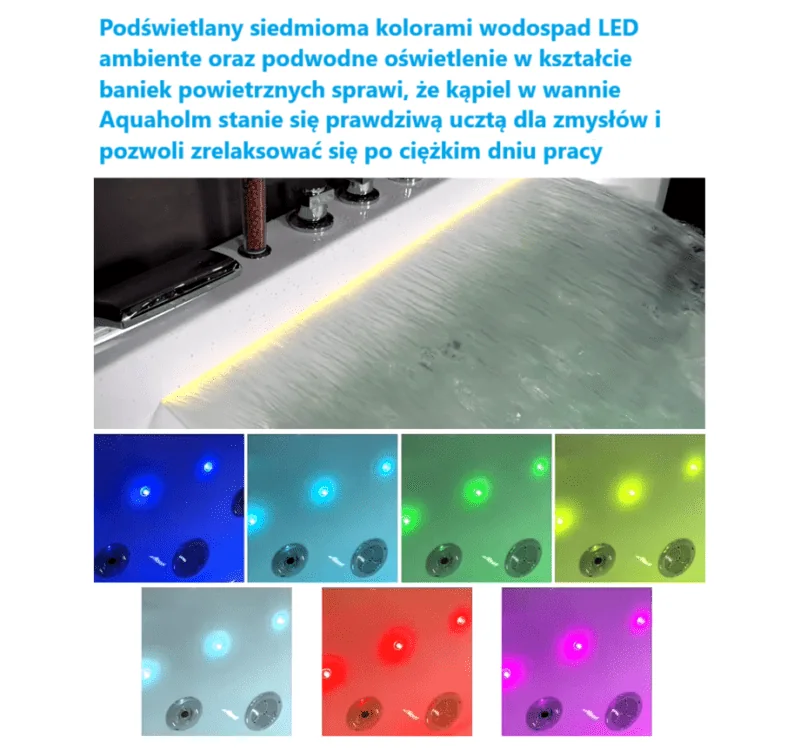 Podświetlany siedmioma kolorami wodospad LED
ambiente oraz podwodne oświetlenie w kształcie
baniek powietrznych sprawi, że kąpiel w wannie
Aquaholm stanie się prawdziwą ucztą dla zmysłów i
pozwoli zrelaksować się po ciężkim dniu pracy